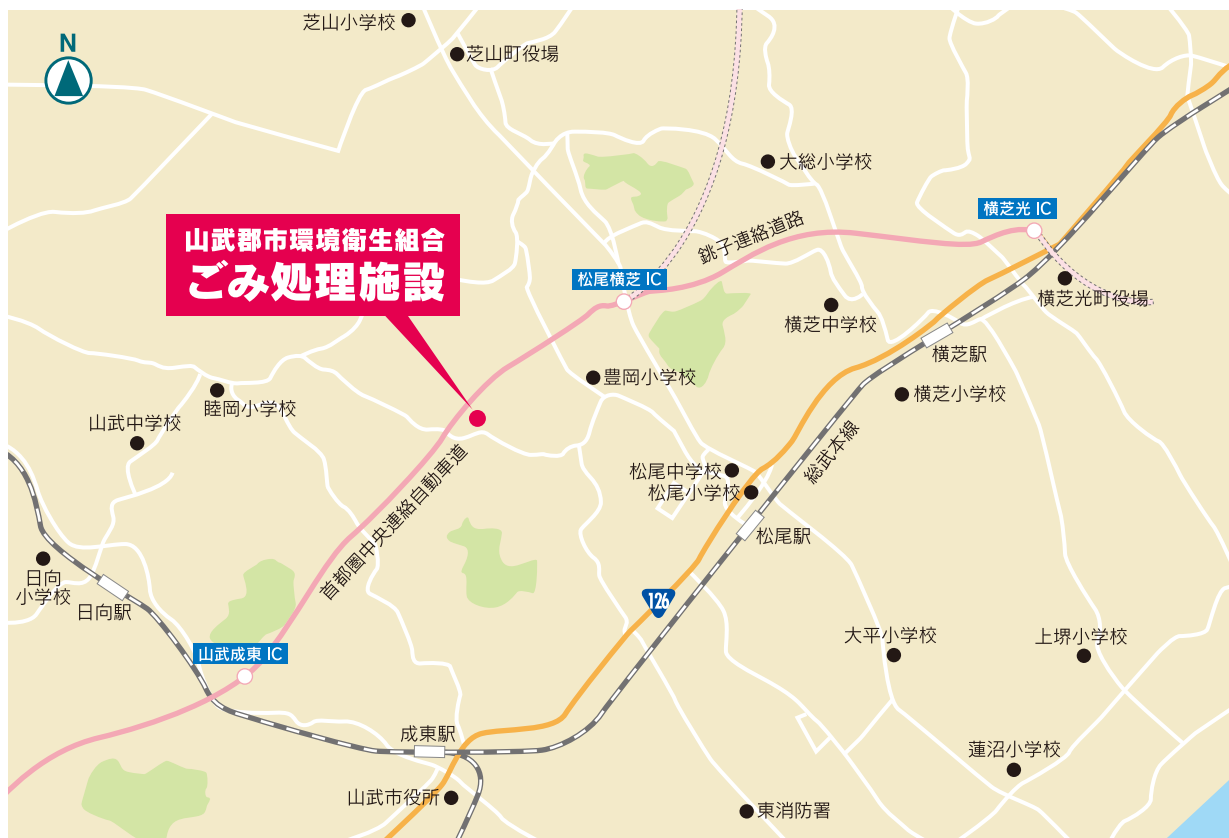 芝山小学校
N
芝山町役場
大総小学校
横芝光 IC
山武郡市環境衛生組合
ごみ処理施設
銚子連絡道路
松尾横芝 IC
横芝光町役場
横芝中学校
横芝駅
豊岡小学校
横芝小学校
睦岡小学校
山武中学校
総武本線
松尾中学校
松尾小学校
首都圏中央連絡自動車道
松尾駅
日向
小学校
日向駅
126
大平小学校
上堺小学校
山武成東 IC
成東駅
蓮沼小学校
山武市役所
東消防署